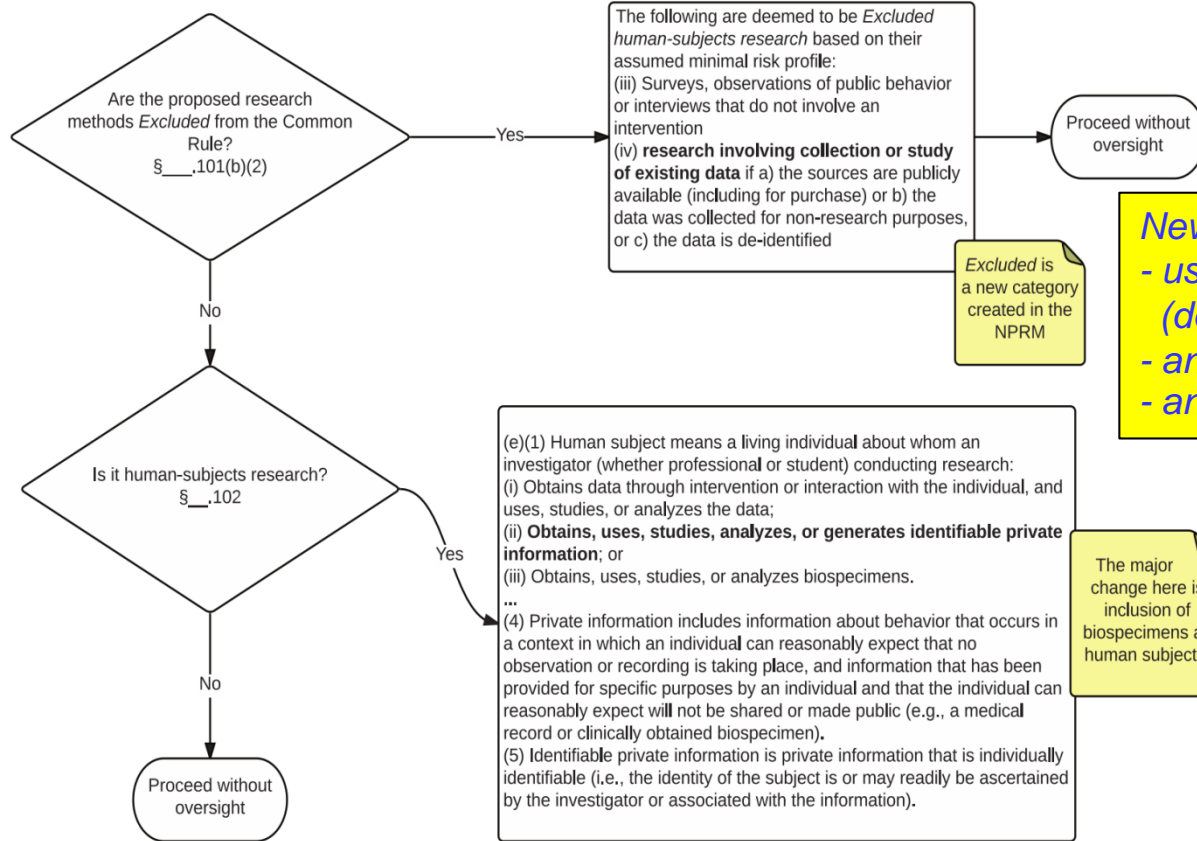 Are the proposed research
methods Excluded from the Common
Rule?
§___.101(b)(2)
Yes
The following are deemed to be Excluded
human-subjects research based on their
assumed minimal risk profile:
(iii) Surveys, observations of public behavior
or interviews that do not involve an
intervention
(iv) research involving collection or study
of existing data if a) the sources are publicly
available (including for purchase) or b) the
data was collected for non-research purposes,
or c) the data is de-identified
Proceed without
oversight
Excluded is
a new category
created in the
NPRM
-
-
-
No
Is it human-subjects research?
§__.102
Yes
(e)(1) Human subject means a living individual about whom an
investigator (whether professional or student) conducting research:
(i) Obtains data through intervention or interaction with the individual, and
uses, studies, or analyzes the data;
(ii) Obtains, uses, studies, analyzes, or generates identifiable private
information; or
(iii) Obtains, uses, studies, or analyzes biospecimens.
...
(4) Private information includes information about behavior that occurs in
a context in which an individual can reasonably expect that no
observation or recording is taking place, and information that has been
provided for specific purposes by an individual and that the individual can
reasonably expect will not be shared or made public (e.g., a medical
record or clinically obtained biospecimen).
(5) Identifiable private information is private information that is individually
identifiable (i.e., the identity of the subject is or may readily be ascertained
by the investigator or associated with the information).
The major
change here is
inclusion of
biospecimens
human subject
No
Proceed without
oversight